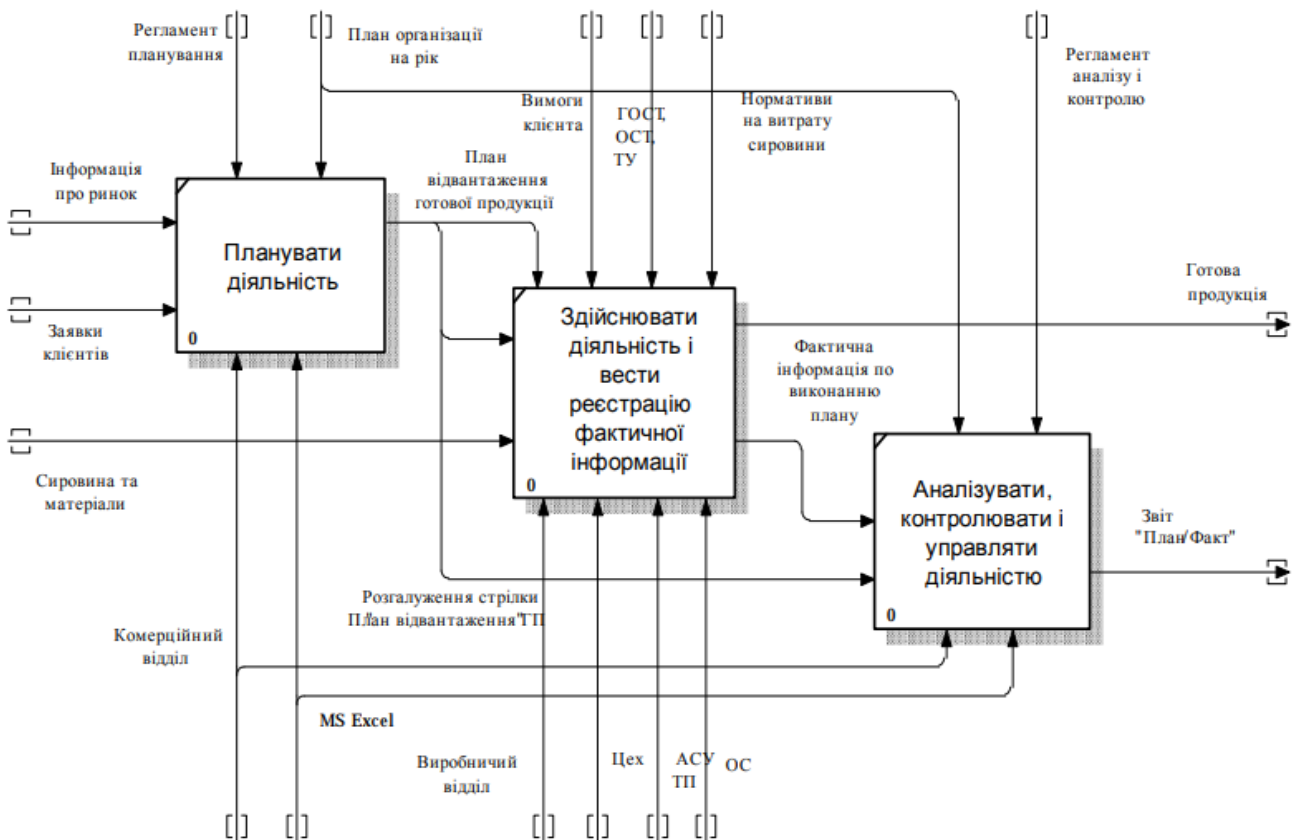 Регламент
планування
План організації
на рік
Вимоги
клієнта
ГОСТ,
ОСТ,
ТУ
Нормативи
на витрату
сировини
Регламент
аналізу і
контролю
Інформація
про ринок
План
відвантаження
готової продукції
Планувати
діяльність
0
Заявки
клієнтів
Здійснювати
діяльність і
вести
реєстрацію
фактичної
інформації
0
Готова
продукція
Фактична
інформація по
виконанню
плану
Сировина та
матеріали
Аналізувати,
контролювати і
управляти
діяльністю
0
Звіт
"План/Факт"
Розгалуження стрілки
"План відвантаження "ГП
Комерційний
відділ
MS Excel
Виробничий
відділ
Цех
АСУ
ТП
ОС